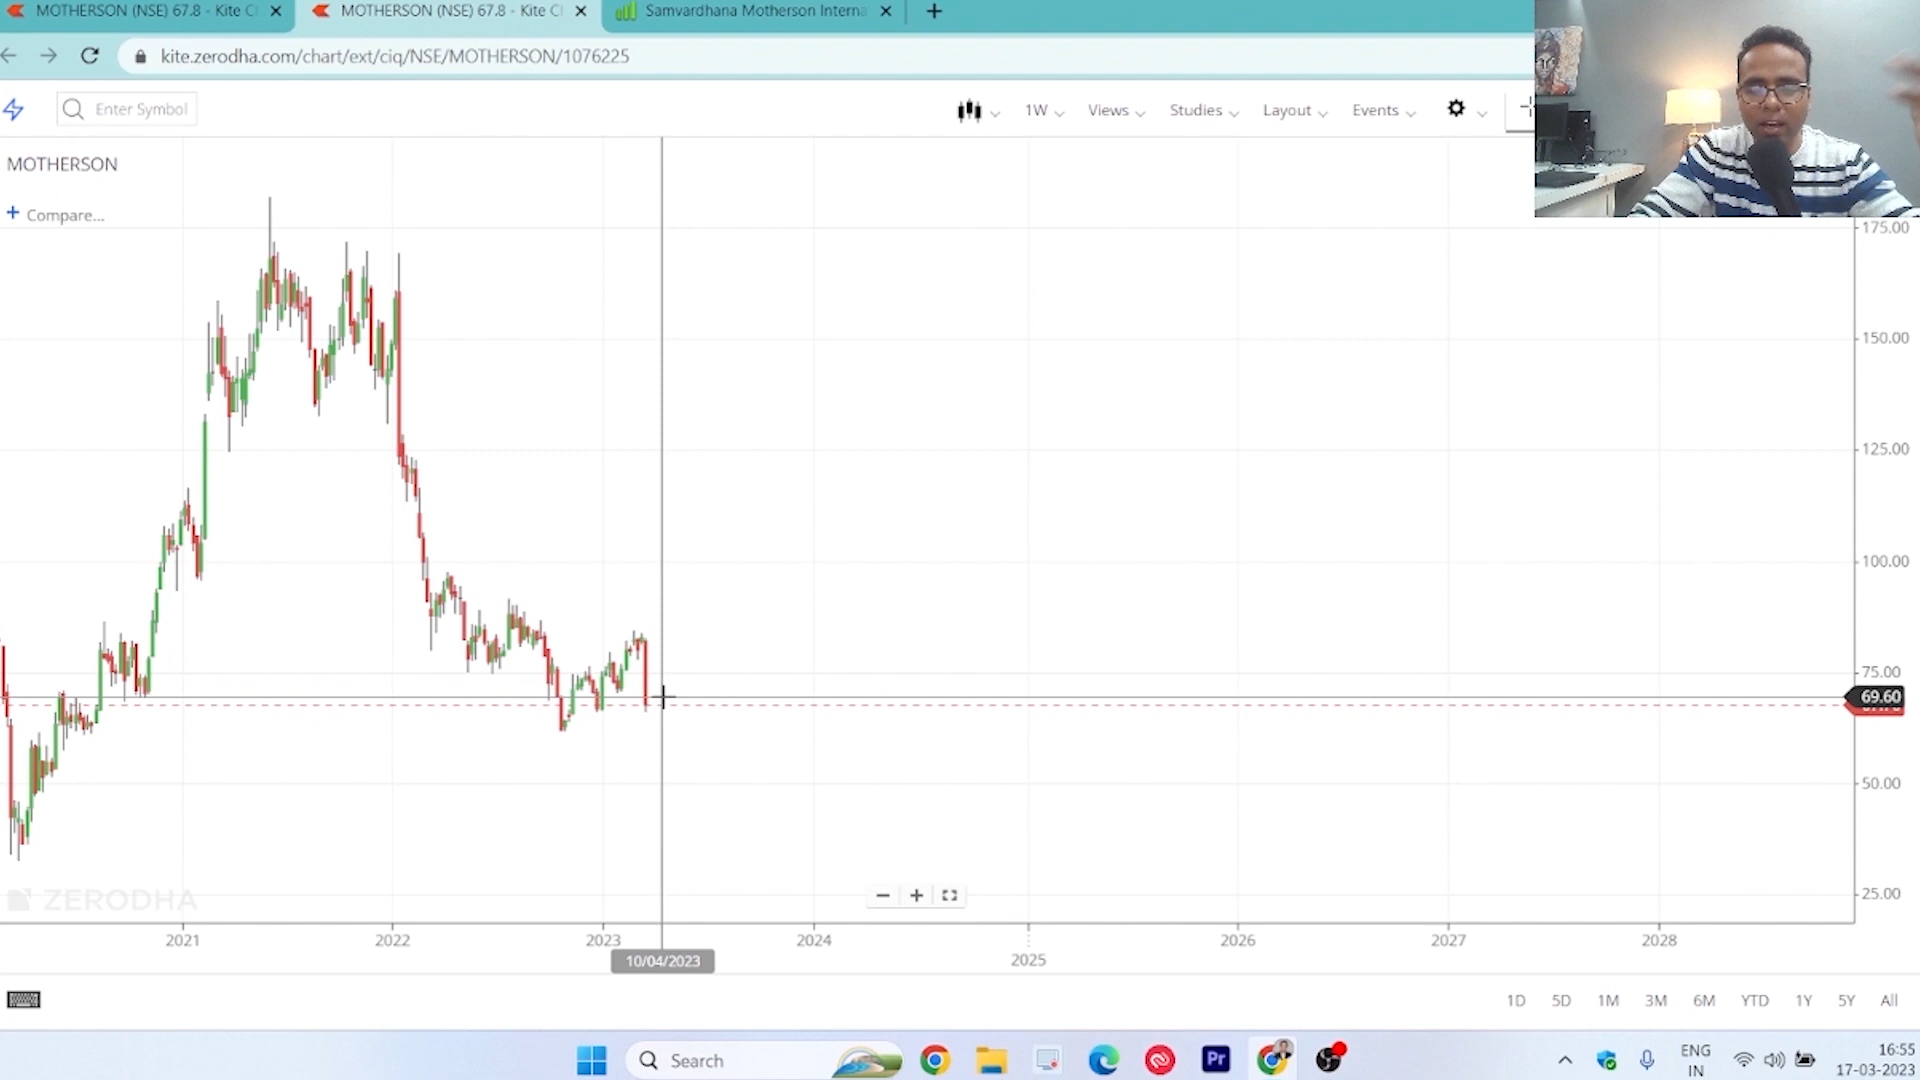 MOTHERSON (NSE) 67.8 - Kite C
MOTHERSON (NSE) 67.8 - Kite C
Samvardhana Motherson Interna
kite.zerodha.com/chart/ext/ciq/NSE/MOTHERSON/1076225
Enter Symbol
1W
Views
Studies
Layout
Events
MOTHERSON
+ Compare...
175.00
150.00
125.00
100.00
75.00
69.60
50.00
25.00
ZERODHA
2021
2022
2023
2024
2025
2026
2027
2028
10/04/2023
1D
5D
1M
3M
6M
YTD
1Y
5Y
All
Search
Pr
ENG
IN
16:55
17-03-2023